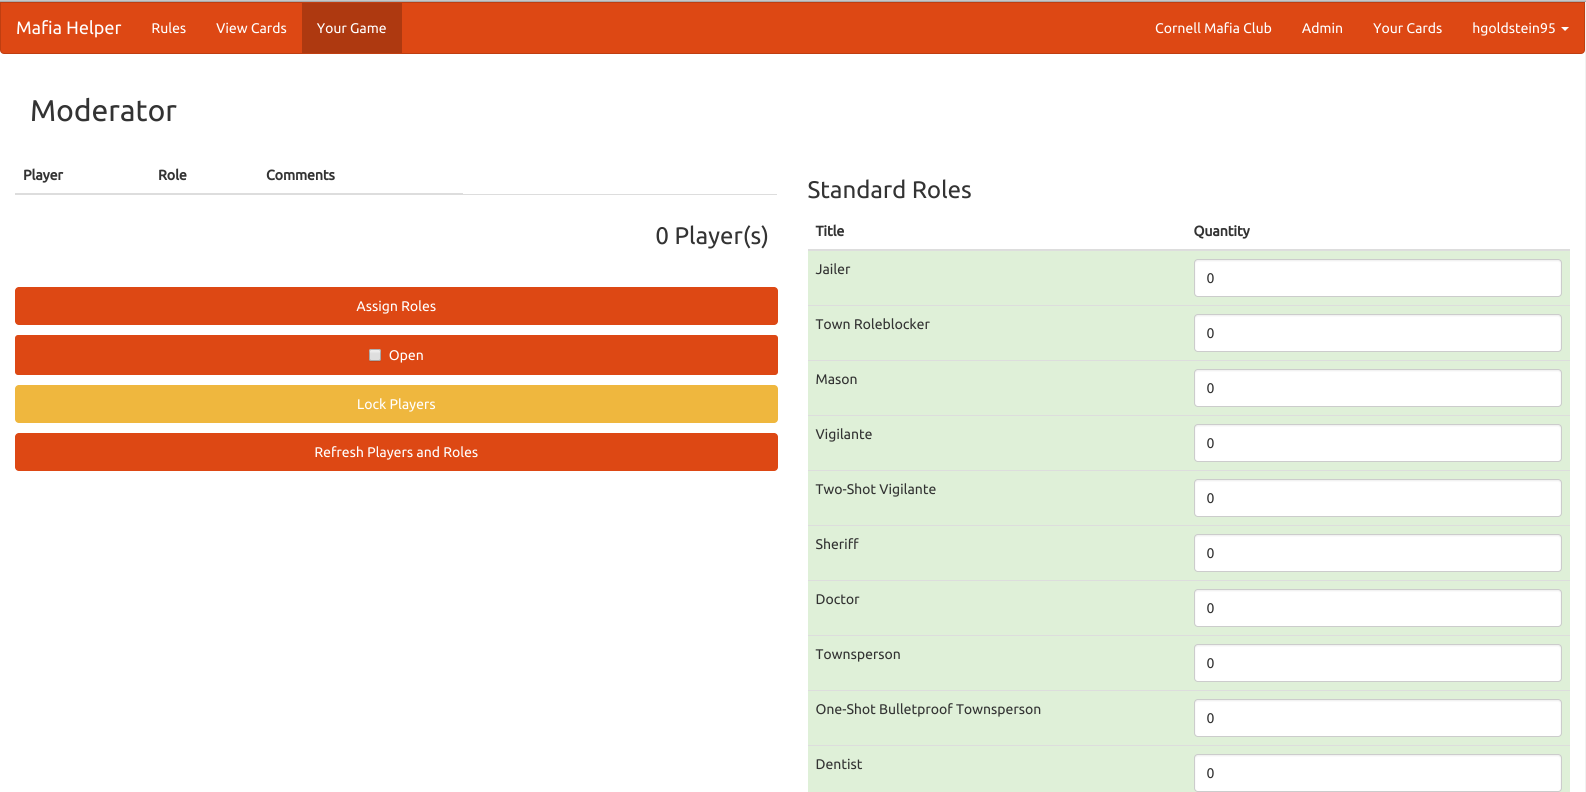 Mafia Helper Rules View Cards Your Game Cornell Mafia Club Admin Your Cards hgoldstein95
Moderator
Player Role Comments
0 Player(s)
Assign Roles
Open
Lock Players
Refresh Players and Roles
Standard Roles
Title Quantity
Jailer 0
Town Roleblocker 0
Mason 0
Vigilante 0
Two-Shot Vigilante 0
Sheriff 0
Doctor 0
Townsperson 0
One-Shot Bulletproof Townsperson 0
Dentist 0